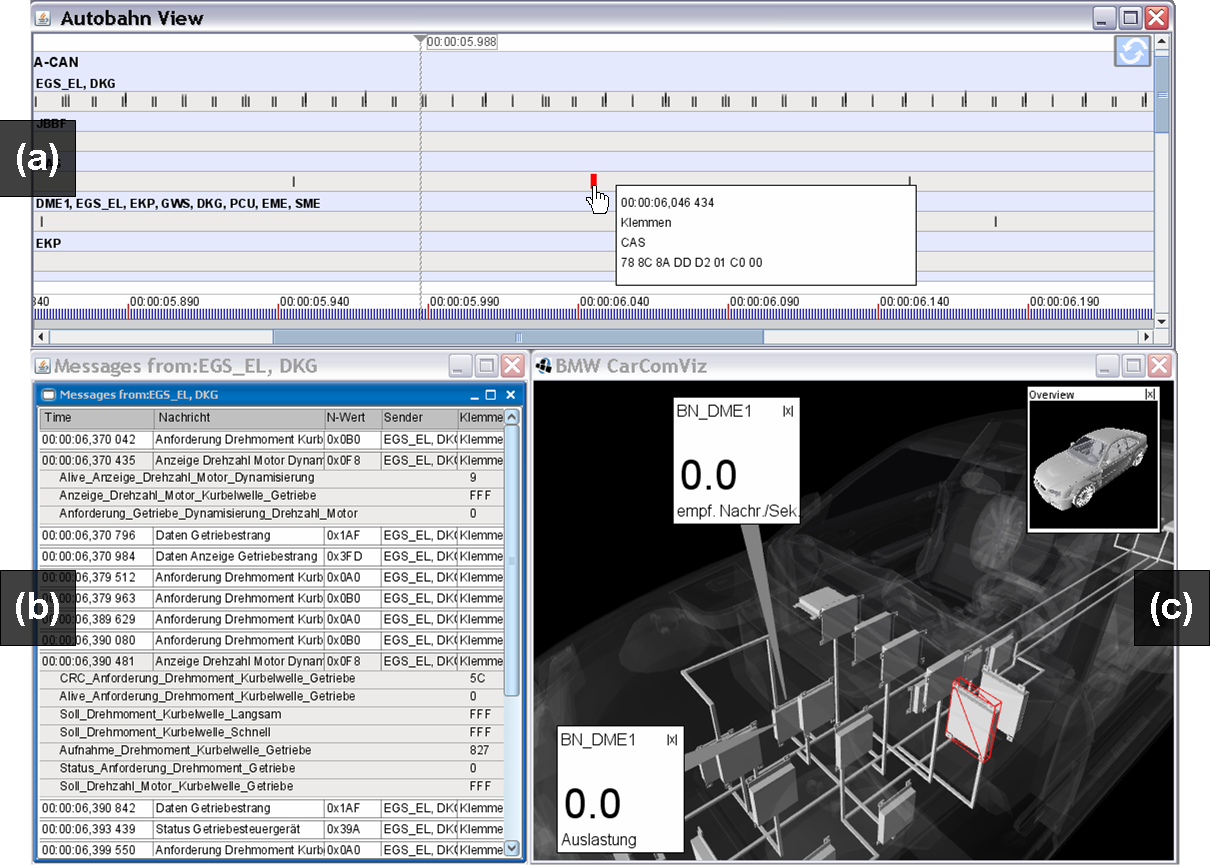 Autobahn View
00:00:05.988
A-CAN
EGS_EL, DKG
JBBF
(a)
DME1, EGS_EL, EKP, GWS, DKG, PCU, EME, SME
EKP
00:00:06,046 434
Klemmen
CAS
78 8C 8A DD D2 01 C0 00
840 00:00:05.890 00:00:05.940 00:00:05.990 00:00:06.040 00:00:06.090 00:00:06.140 00:00:06.190
Messages from:EGS_EL, DKG
Messages from:EGS_EL, DKG
Time Nachricht N-Wert Sender Klemme
00:00:06,370 042 Anforderung Drehmoment Kurb 0x0B0 EGS_EL, DK( Klemme
00:00:06,370 435 Anzeige Drehzahl Motor Dynam 0x0F8 EGS_EL, DK( Klemme
Alive_Anzeige_Drehzahl_Motor_Dynamisierung 9
Anzeige_Drehzahl_Motor_Kurbelwelle_Getriebe FFF
Anforderung_Getriebe_Dynamisierung_Drehzahl_Motor 0
00:00:06,370 796 Daten Getriebestrang 0x1AF EGS_EL, DK( Klemme
00:00:06,370 984 Daten Anzeige Getriebestrang 0x3FD EGS_EL, DK( Klemme
00:00:06,379 512 Anforderung Drehmoment Kurb 0x0A0 EGS_EL, DK( Klemme
00:00:06,379 963 Anforderung Drehmoment Kurb 0x0B0 EGS_EL, DK( Klemme
00:00:06,389 629 Anforderung Drehmoment Kurb 0x0A0 EGS_EL, DK( Klemme
00:00:06,390 080 Anforderung Drehmoment Kurb 0x0B0 EGS_EL, DK( Klemme
00:00:06,390 481 Anzeige Drehzahl Motor Dynam 0x0F8 EGS_EL, DK( Klemme
CRC_Anforderung_Drehmoment_Kurbelwelle_Getriebe 5C
Alive_Anforderung_Drehmoment_Kurbelwelle_Getriebe 0
Soll_Drehmoment_Kurbelwelle_Langsam FFF
Soll_Drehmoment_Kurbelwelle_Schnell FFF
Aufnahme_Drehmoment_Kurbelwelle_Getriebe 827
Status_Anforderung_Drehmoment_Getriebe 0
Soll_Drehzahl_Motor_Kurbelwelle_Getriebe FFF
00:00:06,390 842 Daten Getriebestrang 0x1AF EGS_EL, DK( Klemme
00:00:06,393 439 Status Getriebesteuergerät 0x39A EGS_EL, DK( Klemme
00:00:06,399 550 Anforderung Drehmoment Kurb 0x0A0 EGS_EL, DK( Klemme
(b)
BMW CarComViz
BN_DME1 |x|
0.0
empf. Nachr./Sek.
Overview |x|
BN_DME1 |x|
0.0
Auslastung
(c)